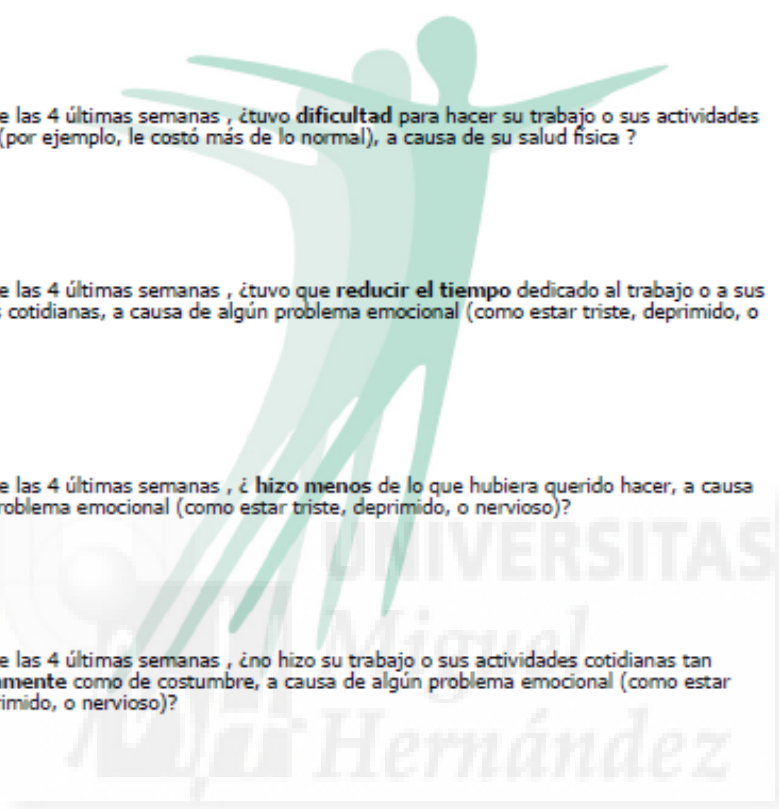 e las 4 últimas semanas , ¿tuvo dificultad para hacer su trabajo o sus actividades
(por ejemplo, le costó más de lo normal), a causa de su salud física ?
e las 4 últimas semanas , ¿tuvo que reducir el tiempo dedicado al trabajo o a sus
s cotidianas, a causa de algún problema emocional (como estar triste, deprimido, o
e las 4 últimas semanas , ¿ hizo menos de lo que hubiera querido hacer, a causa
roblema emocional (como estar triste, deprimido, o nervioso)?
UNIVERSITAS
Miguel
e las 4 últimas semanas , ¿no hizo su trabajo o sus actividades cotidianas tan
amente como de costumbre, a causa de algún problema emocional (como estar
rimido, o nervioso)?
Hernández